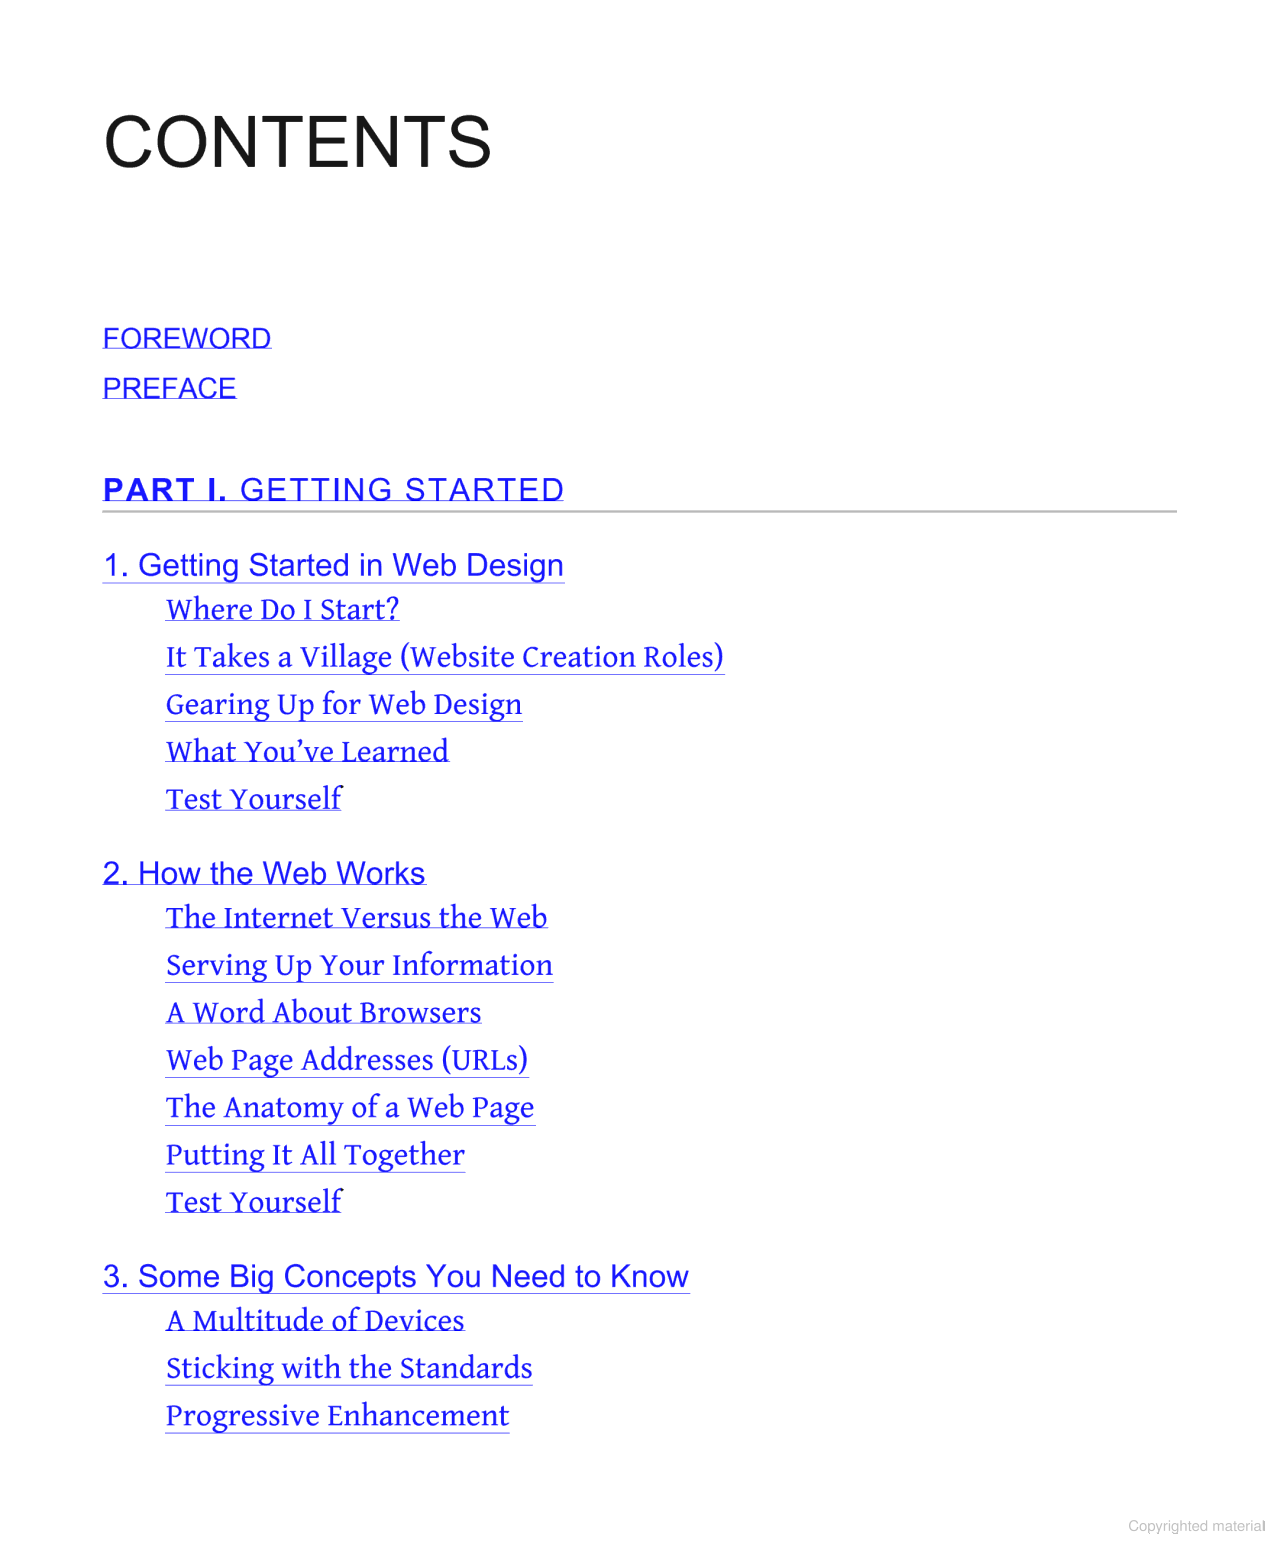 CONTENTS
FOREWORD
PREFACE
PART I. GETTING STARTED
1. Getting Started in Web Design
Where Do I Start?
It Takes a Village (Website Creation Roles)
Gearing Up for Web Design
What You’ve Learned
Test Yourself
2. How the Web Works
The Internet Versus the Web
Serving Up Your Information
A Word About Browsers
Web Page Addresses (URLs)
The Anatomy of a Web Page
Putting It All Together
Test Yourself
3. Some Big Concepts You Need to Know
A Multitude of Devices
Sticking with the Standards
Progressive Enhancement
Copyrighted material